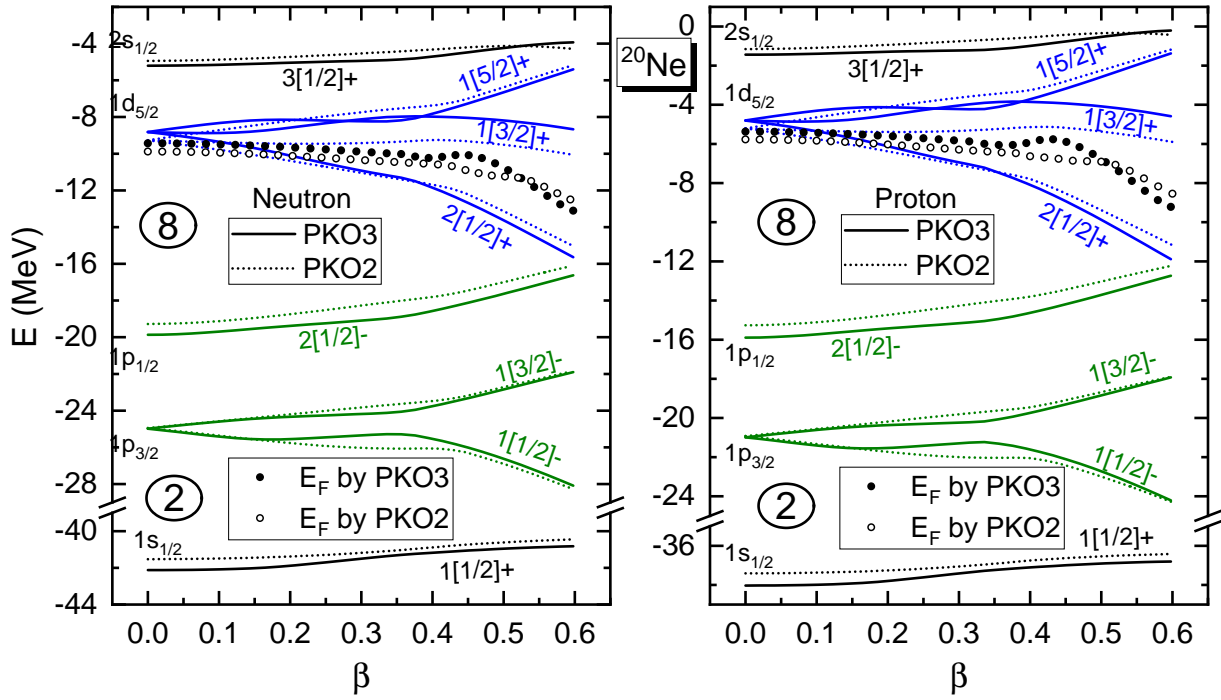 E (MeV)
-4
-8
-12
-16
-20
-24
-28
-40
-44
2s1/2
3[1/2]+
1d5/2
1[5/2]+
1[3/2]+
8
Neutron
PKO3
PKO2
2[1/2]+
2[1/2]-
1p1/2
1[3/2]-
1p3/2
1[1/2]-
2
EF by PKO3
EF by PKO2
1s1/2
1[1/2]+
0.0 0.1 0.2 0.3 0.4 0.5 0.6
β
20Ne
0
-4
-8
-12
-16
-20
-24
-36
2s1/2
3[1/2]+
1d5/2
1[5/2]+
1[3/2]+
8
Proton
PKO3
PKO2
2[1/2]+
2[1/2]-
1p1/2
1[3/2]-
1p3/2
1[1/2]-
2
EF by PKO3
EF by PKO2
1s1/2
1[1/2]+
0.0 0.1 0.2 0.3 0.4 0.5 0.6
β